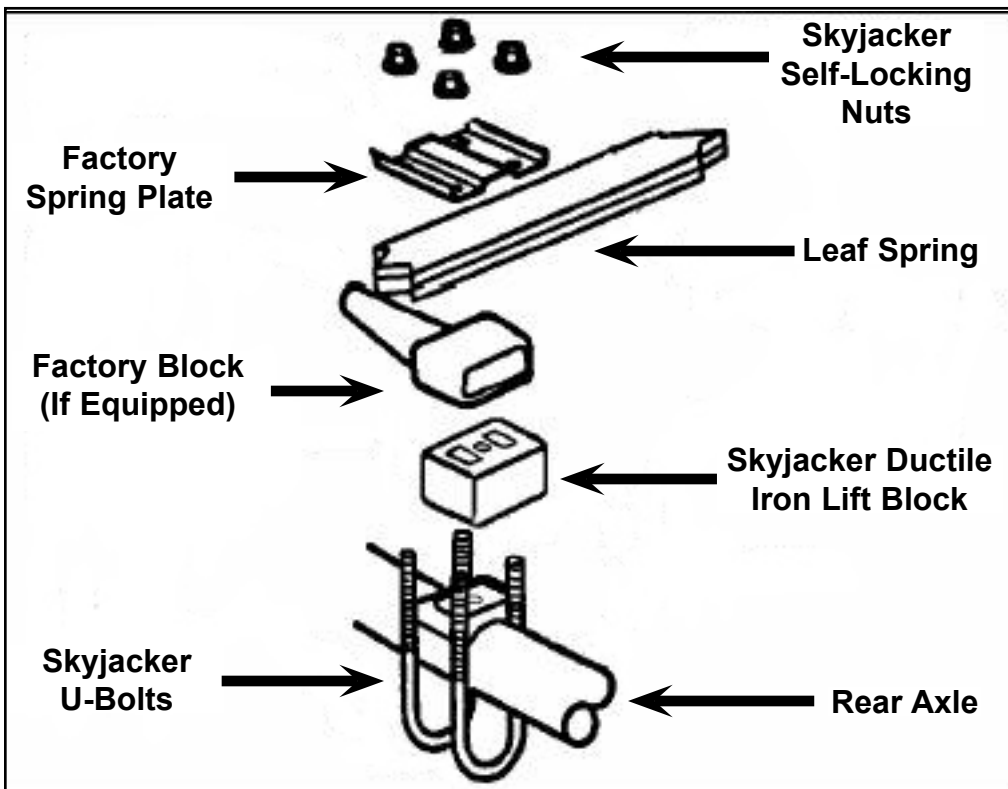 Skyjacker
Self-Locking
Nuts
Factory
Spring Plate
Leaf Spring
Factory Block
(If Equipped)
Skyjacker Ductile
Iron Lift Block
Skyjacker
U-Bolts
Rear Axle